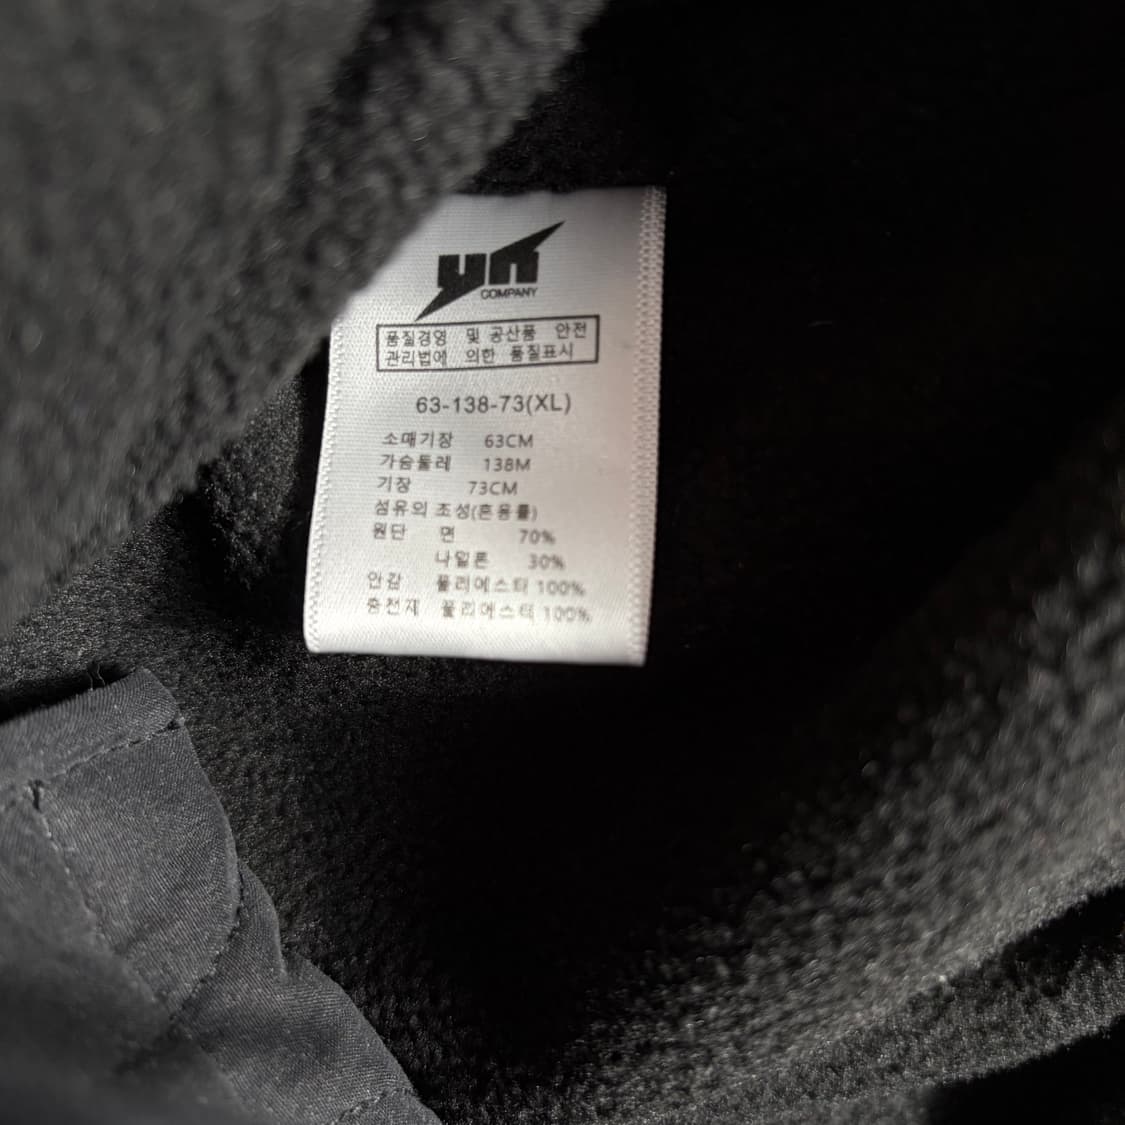 yn
COMPANY
품질경영 및 공산품 안전
관리법에 의한 품질표시
63-138-73(XL)
소매기장 63CM
가슴둘레 138M
기장 73CM
섬유의 조성(혼용률)
원단 면 70%
나일론 30%
안감 폴리에스터 100%
충전재 폴리에스터 100%